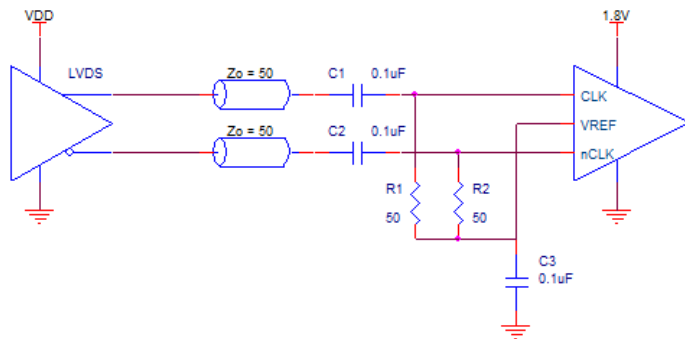 VDD
1.8V
LVDS
Zo = 50
C1
0.1uF
CLK
Zo = 50
C2
0.1uF
VREF
nCLK
R1
50
R2
50
C3
0.1uF